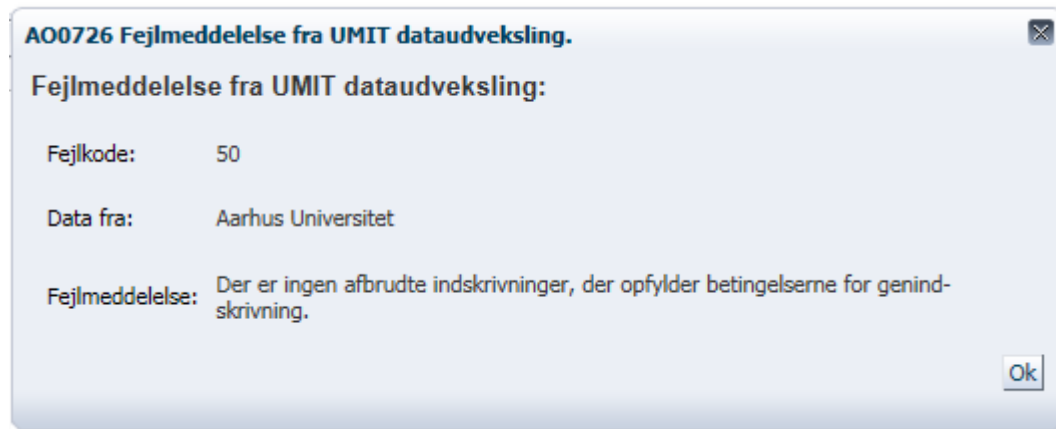 AO0726 Fejlmeddelelse fra UMIT dataudveksling.
Fejlmeddelelse fra UMIT dataudveksling:
Fejlkode: 50
Data fra: Aarhus Universitet
Fejlmeddelelse: Der er ingen afbrudte indskrivninger, der opfylder betingelserne for genind-
skrivning.
Ok